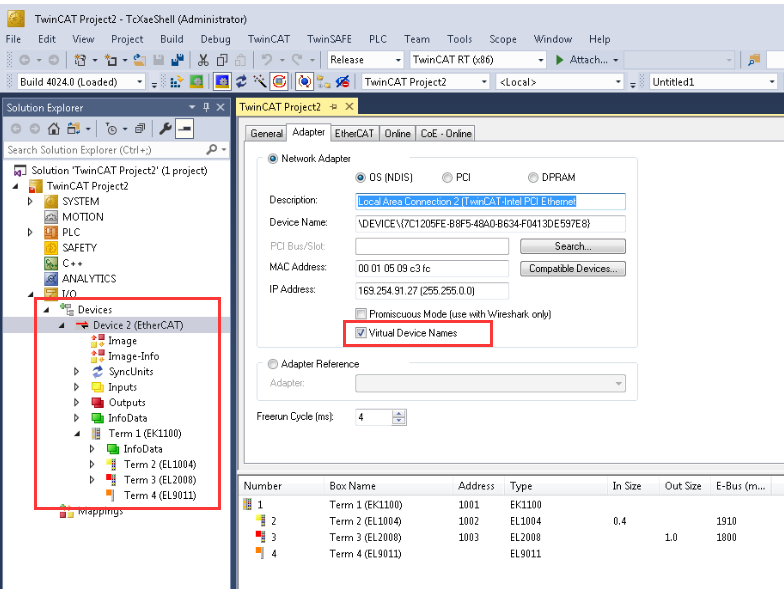 TwinCAT Project2 - TcXaeShell (Administrator)
File Edit View Project Build Debug TwinCAT TwinSAFE PLC Team Tools Scope Window Help
Release TwinCAT RT (x86) Attach...
Build 4024.0 (Loaded) TwinCAT Project2 <Local> Untitled1
Solution Explorer
Search Solution Explorer (Ctrl+;)
Solution 'TwinCAT Project2' (1 project)
TwinCAT Project2
SYSTEM
MOTION
PLC
SAFETY
C++
ANALYTICS
I/O
Devices
Device 2 (EtherCAT)
Image
Image-Info
SyncUnits
Inputs
Outputs
InfoData
Term 1 (EK1100)
InfoData
Term 2 (EL1004)
Term 3 (EL2008)
Term 4 (EL9011)
Mappings
TwinCAT Project2
General Adapter EtherCAT Online CoE - Online
Network Adapter
OS (NDIS) PCI DPRAM
Description: Local Area Connection 2 (TwinCAT-Intel PCI Ethernet
Device Name: \DEVICE\{7C1205FE-B8F5-48A0-B634-F0413DE597E8}
PCI Bus/Slot: Search...
MAC Address: 00 01 05 09 c3 fc Compatible Devices...
IP Address: 169.254.91.27 (255.255.0.0)
Promiscuous Mode (use with Wireshark only)
Virtual Device Names
Adapter Reference
Adapter:
Freerun Cycle (ms): 4
Number Box Name Address Type In Size Out Size E-Bus (m...
1 Term 1 (EK1100) 1001 EK1100
2 Term 2 (EL1004) 1002 EL1004 0.4 1910
3 Term 3 (EL2008) 1003 EL2008 1.0 1800
4 Term 4 (EL9011) EL9011